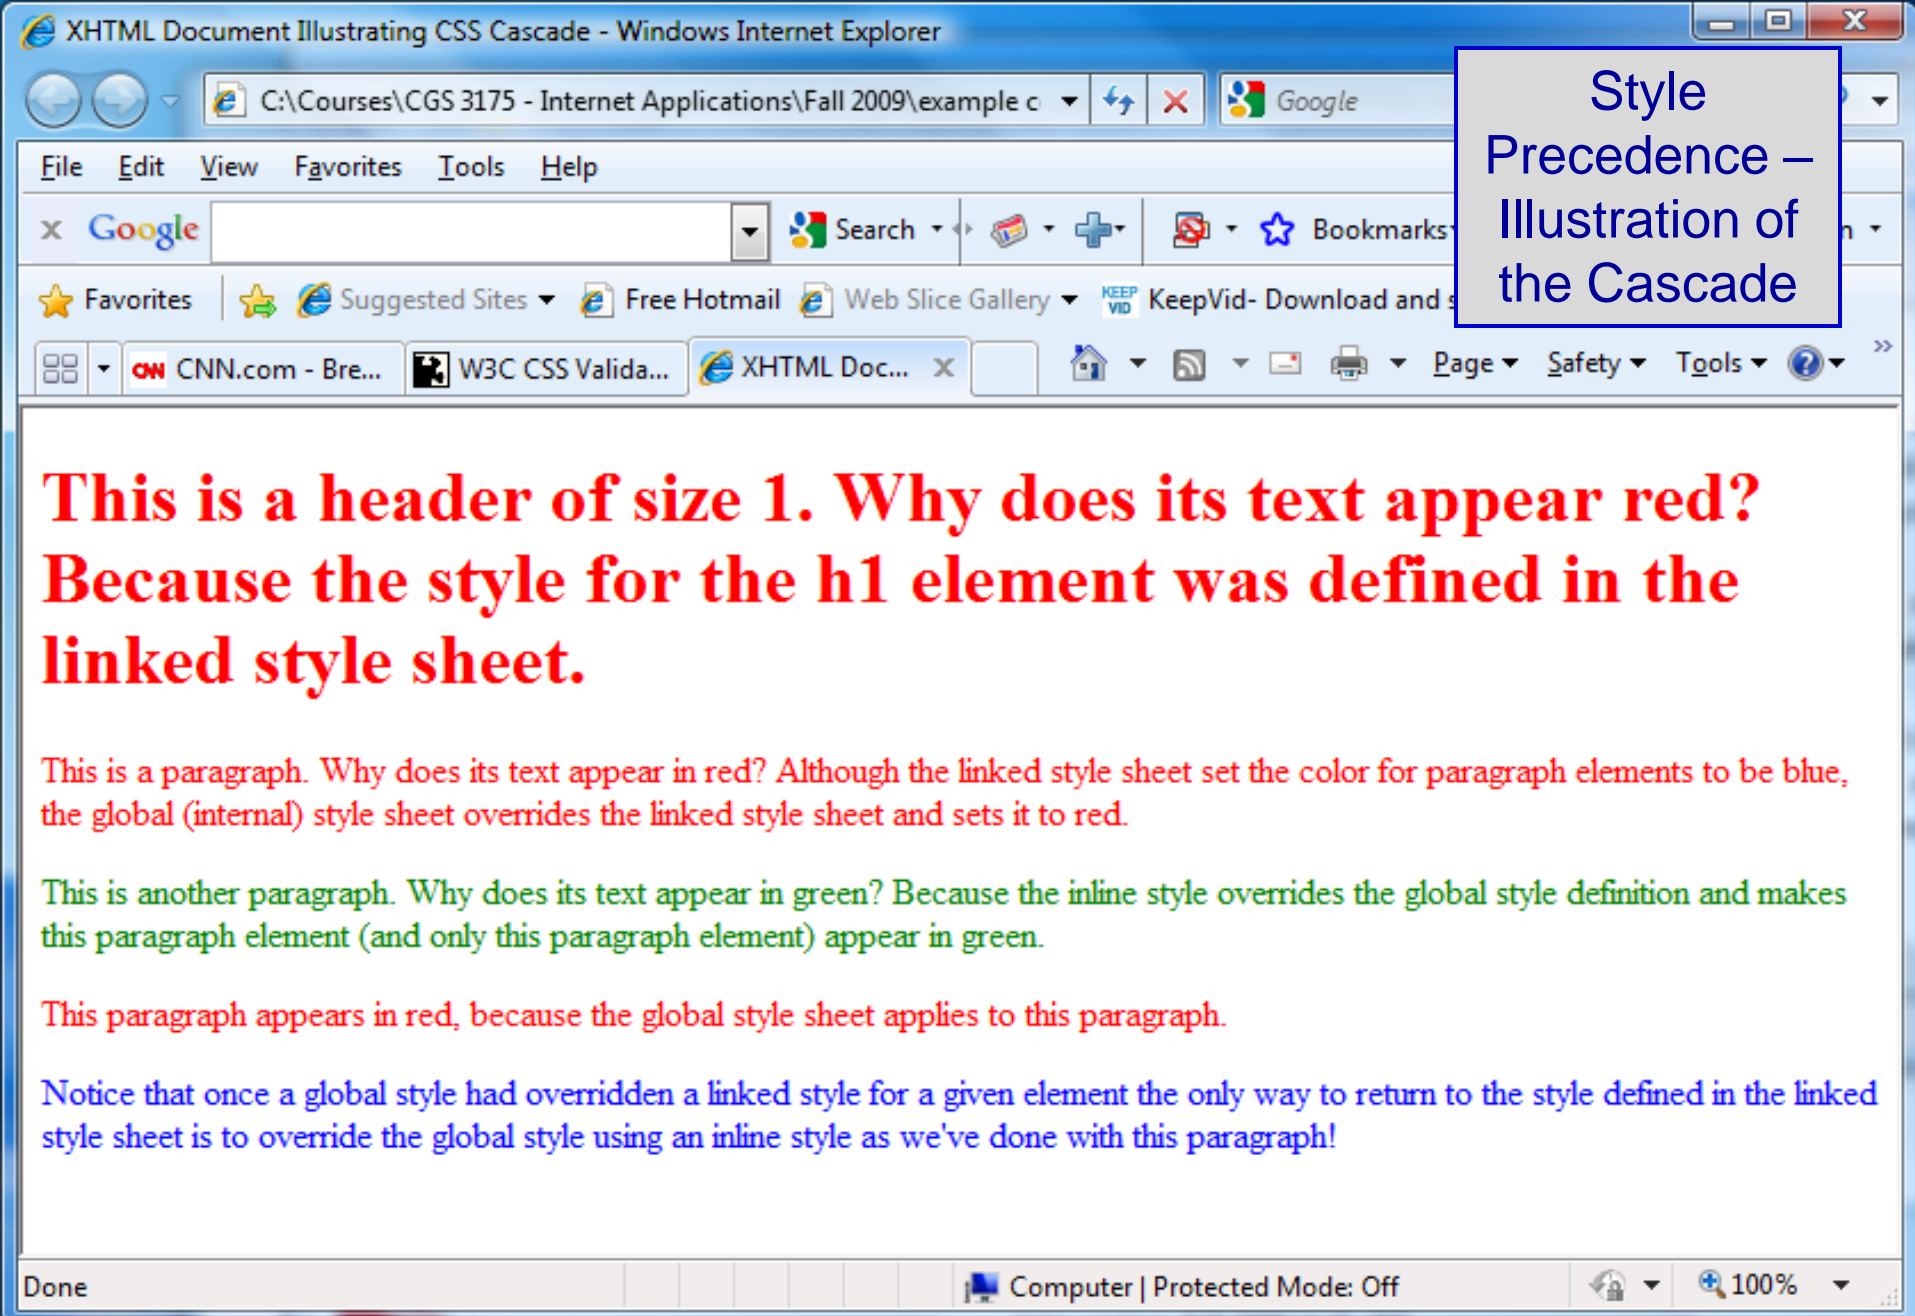 XHTML Document Illustrating CSS Cascade - Windows Internet Explorer
C:\Courses\CGS 3175 - Internet Applications\Fall 2009\example c
Google
Style
Precedence –
Illustration of
the Cascade
File Edit View Favorites Tools Help
x Google Search Bookmarks
Favorites Suggested Sites Free Hotmail Web Slice Gallery KEEP VID KeepVid- Download and s
CNN CNN.com - Bre... W3C CSS Valida... XHTML Doc... x Page Safety Tools »
This is a header of size 1. Why does its text appear red?
Because the style for the h1 element was defined in the
linked style sheet.
This is a paragraph. Why does its text appear in red? Although the linked style sheet set the color for paragraph elements to be blue,
the global (internal) style sheet overrides the linked style sheet and sets it to red.
This is another paragraph. Why does its text appear in green? Because the inline style overrides the global style definition and makes
this paragraph element (and only this paragraph element) appear in green.
This paragraph appears in red, because the global style sheet applies to this paragraph.
Notice that once a global style had overridden a linked style for a given element the only way to return to the style defined in the linked
style sheet is to override the global style using an inline style as we've done with this paragraph!
Done Computer | Protected Mode: Off 100%